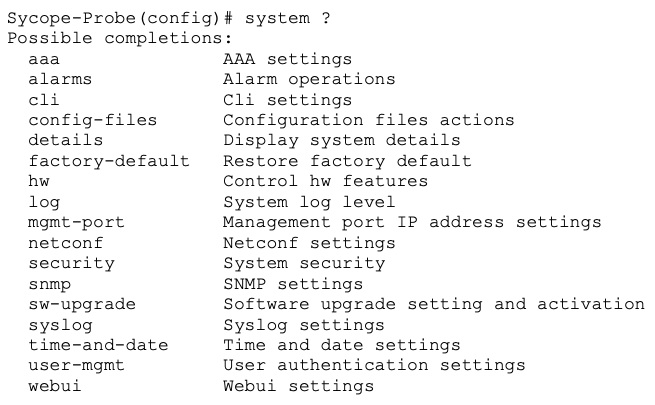 Sycope-Probe(config)# system ?
Possible completions:
aaa AAA settings
alarms Alarm operations
cli Cli settings
config-files Configuration files actions
details Display system details
factory-default Restore factory default
hw Control hw features
log System log level
mgmt-port Management port IP address settings
netconf Netconf settings
security System security
snmp SNMP settings
sw-upgrade Software upgrade setting and activation
syslog Syslog settings
time-and-date Time and date settings
user-mgmt User authentication settings
webui Webui settings